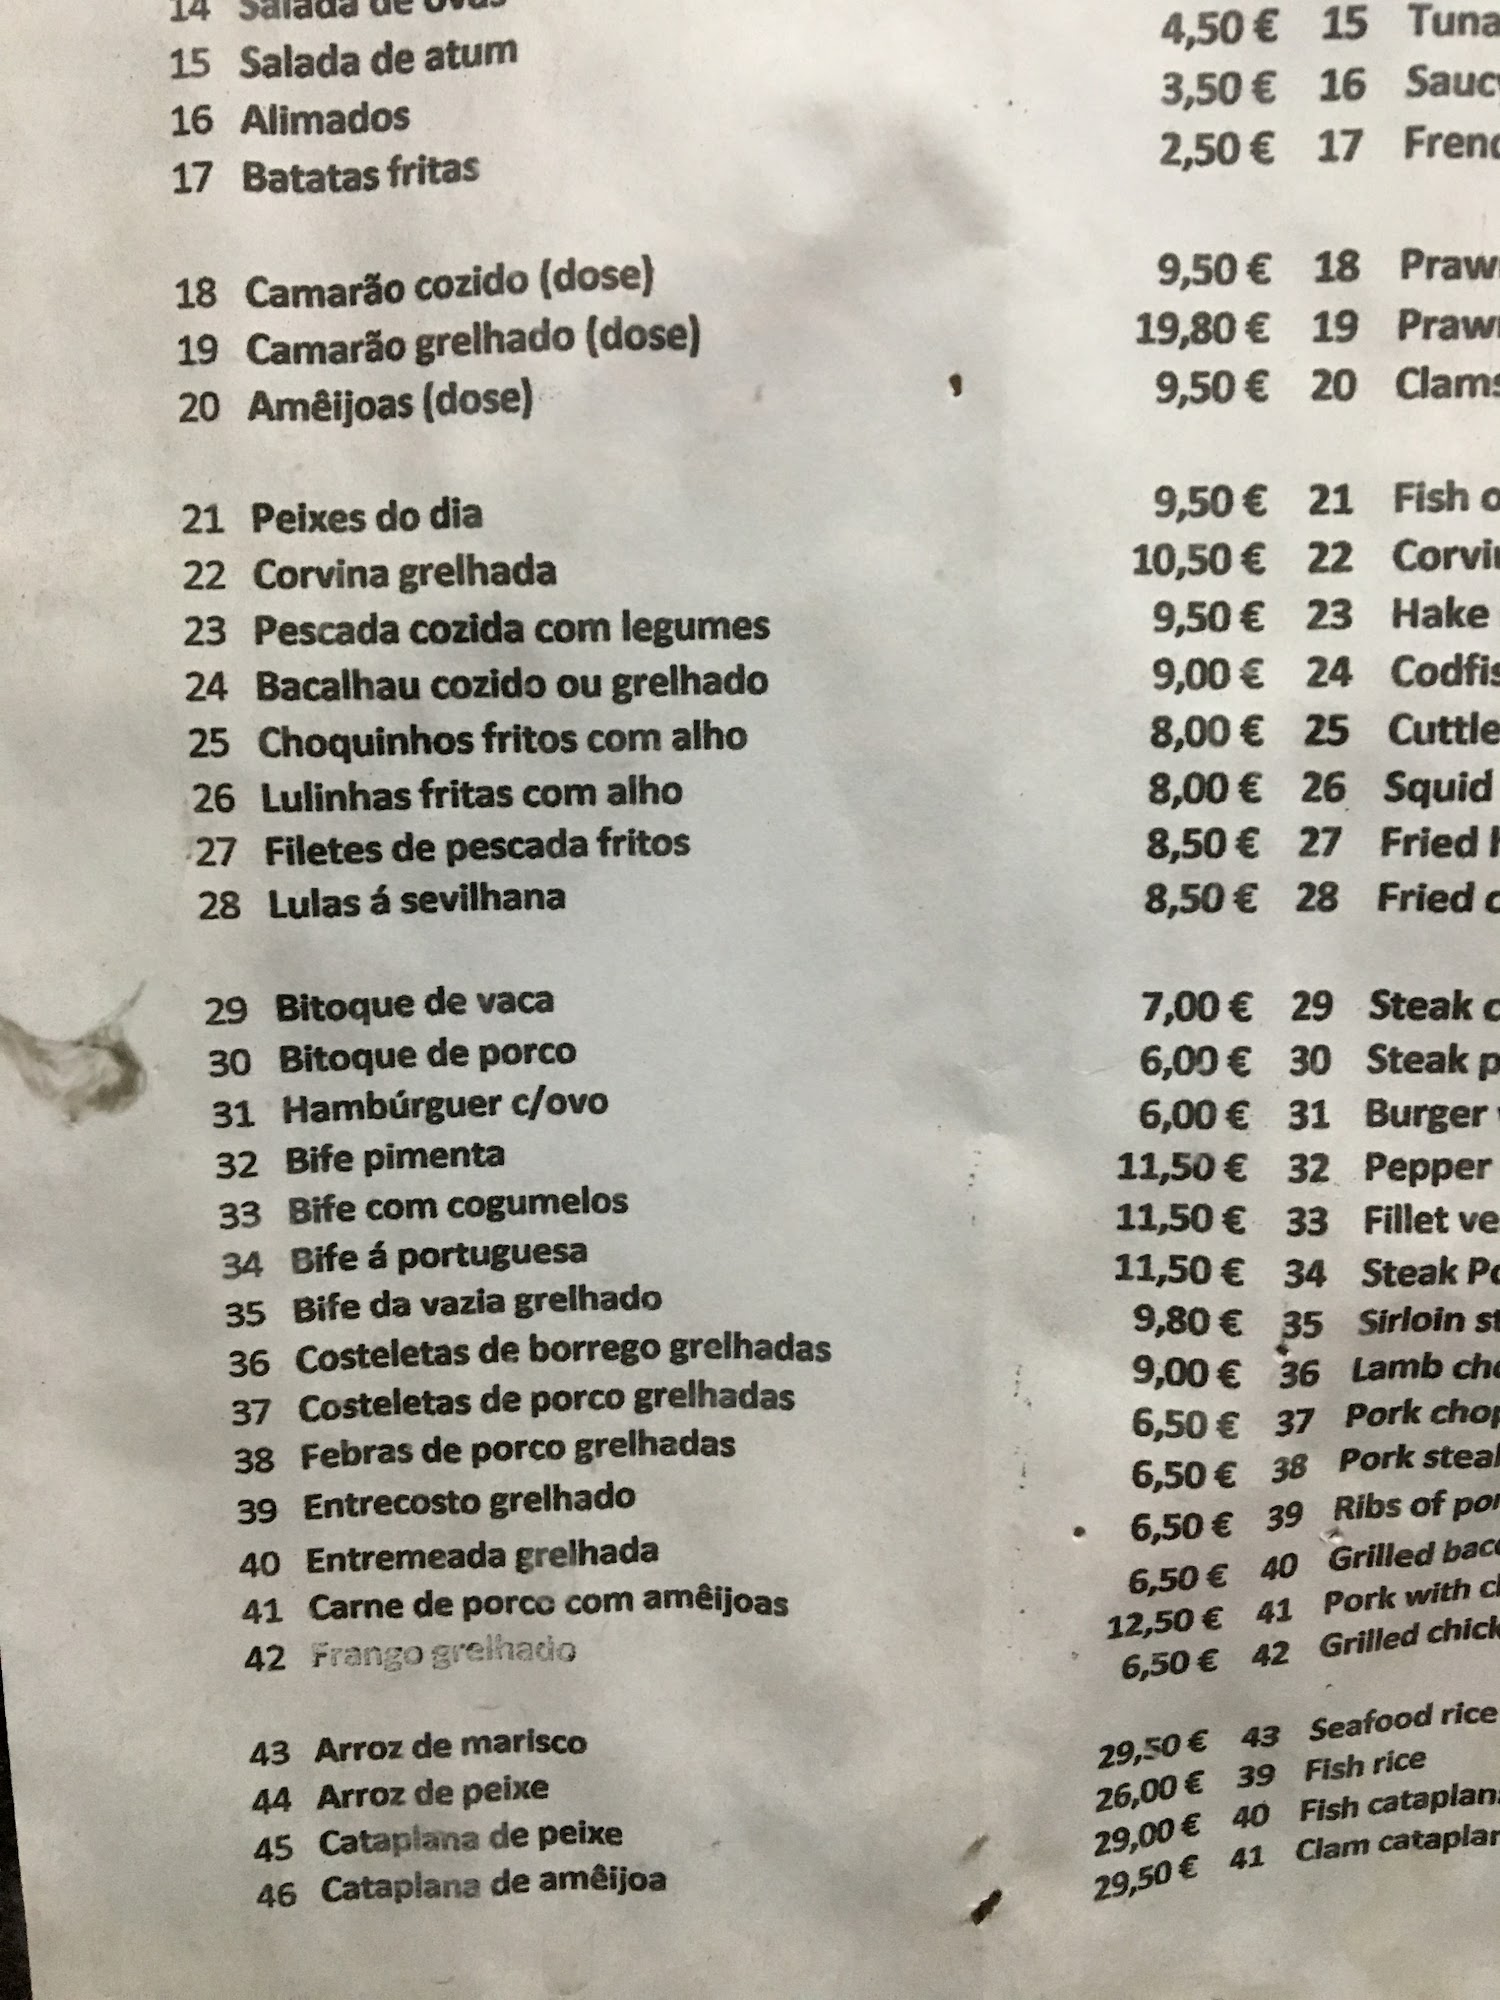 14 Salada de ovas
15 Salada de atum 4,50 € 15 Tuna
16 Alimados 3,50 € 16
17 Batatas fritas 2,50 € 17
18 Camarão cozido (dose) 9,50 € 18
19 Camarão grelhado (dose) 19,80 € 19
20 Amêijoas (dose) 9,50 € 20 Clams
21 Peixes do dia 9,50 € 21 Fish
22 Corvina grelhada 10,50 € 22
23 Pescada cozida com legumes 9,50 € 23 Hake
24 Bacalhau cozido ou grelhado 9,00 € 24
25 Choquinhos fritos com alho 8,00 € 25 Cuttle
26 Lulinhas fritas com alho 8,00 € 26 Squid
27 Filetes de pescada fritos 8,50 € 27 Fried
28 Lulas á sevilhana 8,50 € 28 Fried
29 Bitoque de vaca 7,00 € 29 Steak
30 Bitoque de porco 6,00 € 30 Steak
31 Hambúrguer c/ovo 6,00 € 31 Burger
32 Bife pimenta 11,50 € 32 Pepper
33 Bife com cogumelos 11,50 € 33 Fillet
34 Bife á portuguesa 11,50 € 34 Steak
35 Bife da vazia grelhado 9,80 € 35 Sirloin
36 Costeletas de borrego grelhadas 9,00 € 36 Lamb
37 Costeletas de porco grelhadas 6,50 € 37 Pork
38 Febras de porco grelhadas 6,50 € 38 Pork
39 Entrecosto grelhado 6,50 € 39 Ribs of
40 Entremeada grelhada 6,50 € 40 Grilled
41 Carne de porco com amêijoas 12,50 € 41 Pork with
42 Frango grelhado 6,50 € 42 Grilled
43 Arroz de marisco 29,50 € 43 Seafood rice
44 Arroz de peixe 26,00 € 39 Fish rice
45 Cataplana de peixe 29,00 € 40 Fish cataplan
46 Cataplana de amêijoa 29,50 € 41 Clam cataplan